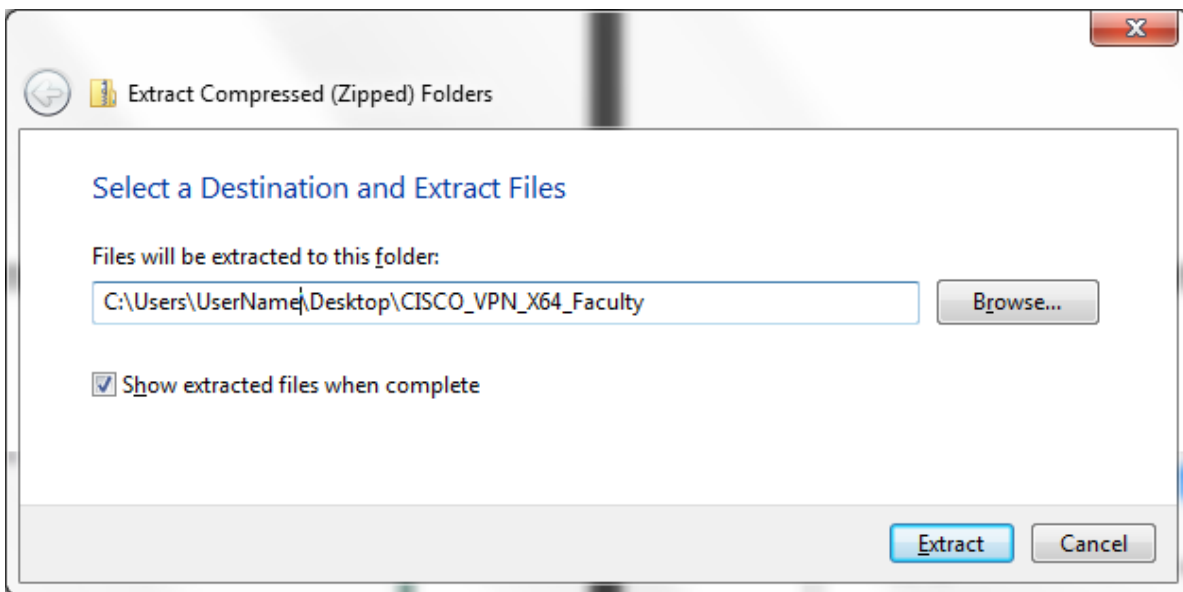 Extract Compressed (Zipped) Folders
Select a Destination and Extract Files
Files will be extracted to this folder:
C:\Users\UserName\Desktop\CISCO_VPN_X64_Faculty
Browse...
Show extracted files when complete
Extract
Cancel